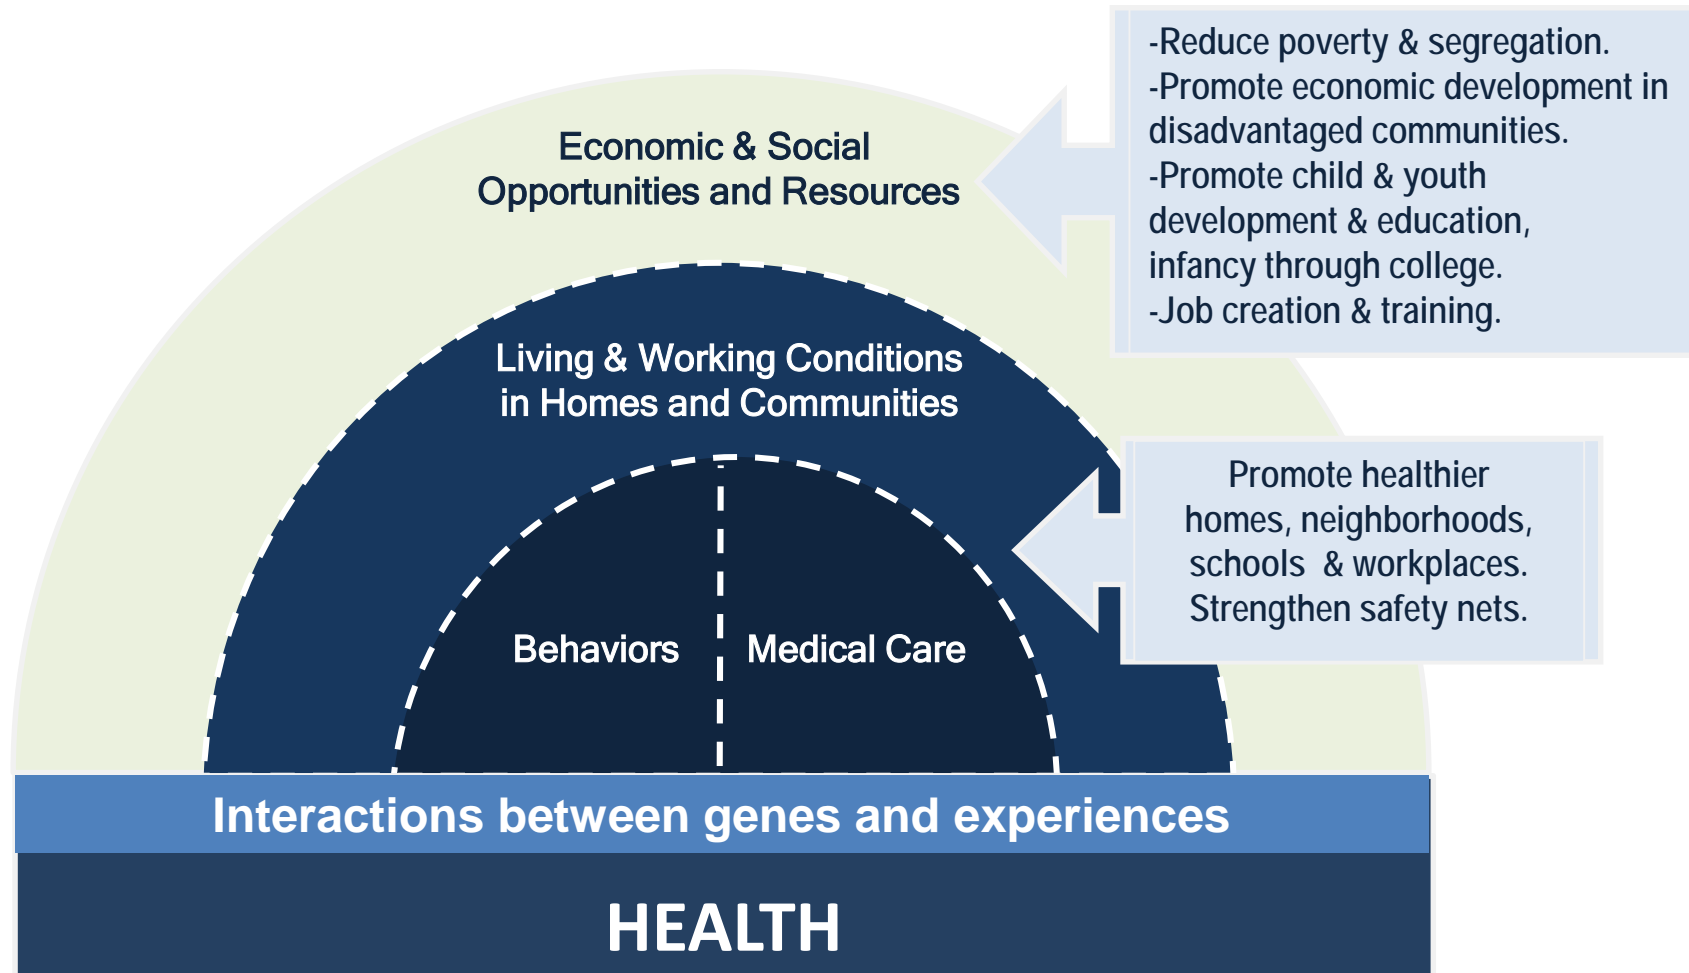 Economic & Social
Opportunities and Resources
-Reduce poverty & segregation.
-Promote economic development in
disadvantaged communities.
-Promote child & youth
development & education,
infancy through college.
-Job creation & training.
Living & Working Conditions
in Homes and Communities
Promote healthier
homes, neighborhoods,
schools & workplaces.
Strengthen safety nets.
Behaviors
Medical Care
Interactions between genes and experiences
HEALTH